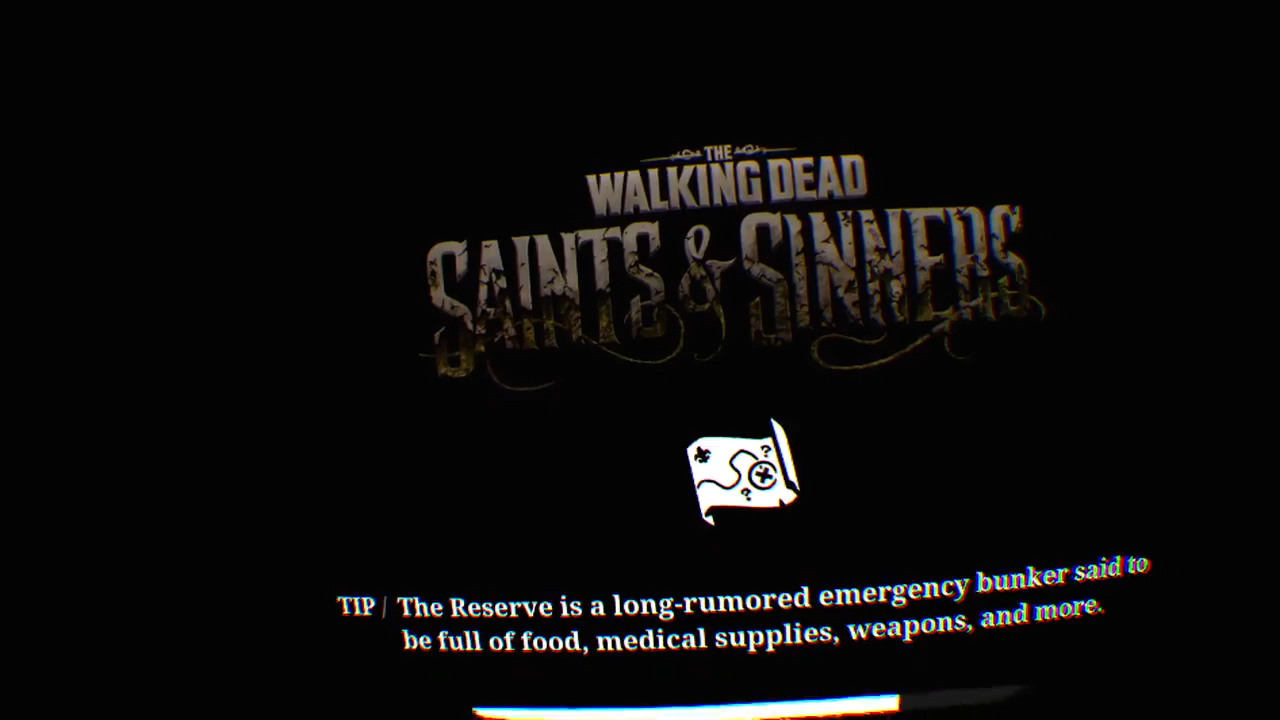 THE
WALKING DEAD
SAINTS & SINNERS
TIP / The Reserve is a long-rumored emergency bunker said to
be full of food, medical supplies, weapons, and more.